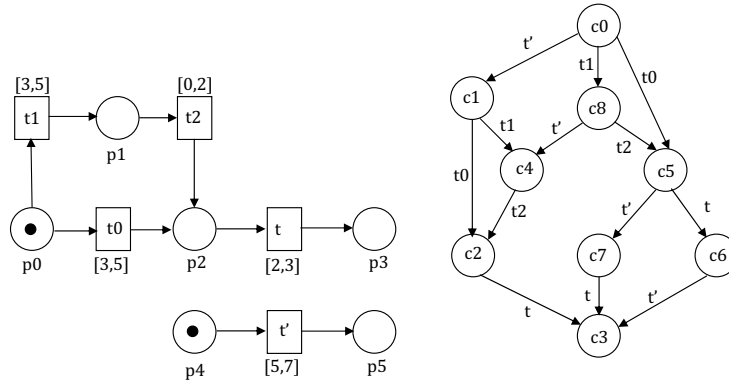 c0
t'
[3,5]
[0,2]
t1
t0
c1
c8
t1
t2
t1
t'
p1
t2
c4
c5
t0
t2
t'
t
t0
t
c2
c7
c6
p0
[3,5]
p2
[2,3]
p3
t
t
t'
t'
c3
p4
[5,7]
p5